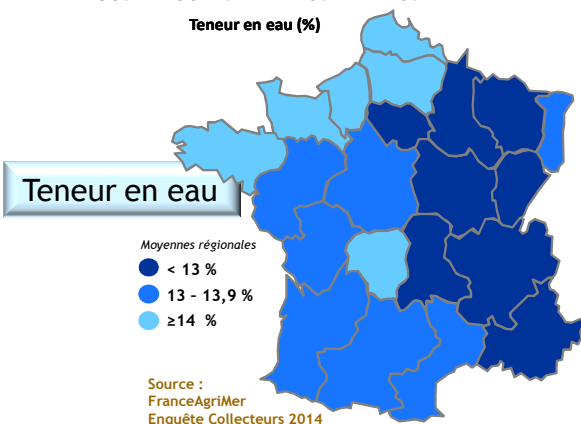 Teneur en eau (%)
Teneur en eau
Moyennes régionales
< 13 %
13 - 13,9 %
≥14 %
Source :
FranceAgriMer
Enquête Collecteurs 2014